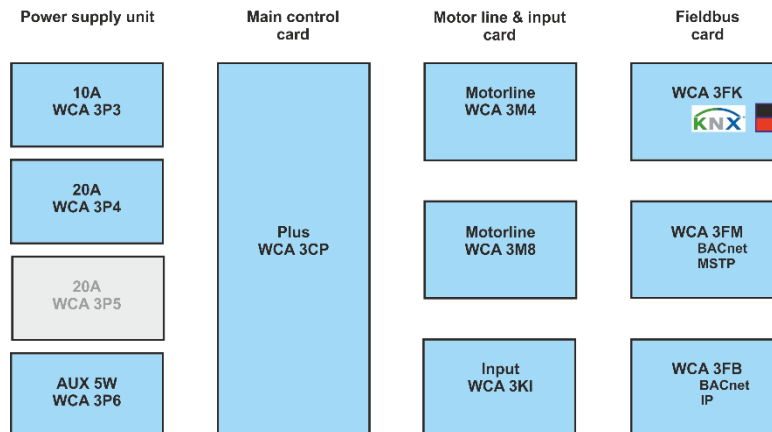 Power supply unit
Main control
card
Motor line & input
card
Fieldbus
card
10A
WCA 3P3
20A
WCA 3P4
20A
WCA 3P5
AUX 5W
WCA 3P6
Plus
WCA 3CP
Motorline
WCA 3M4
Motorline
WCA 3M8
Input
WCA 3KI
WCA 3FK
KNX
WCA 3FM
BACnet
MSTP
WCA 3FB
BACnet
IP